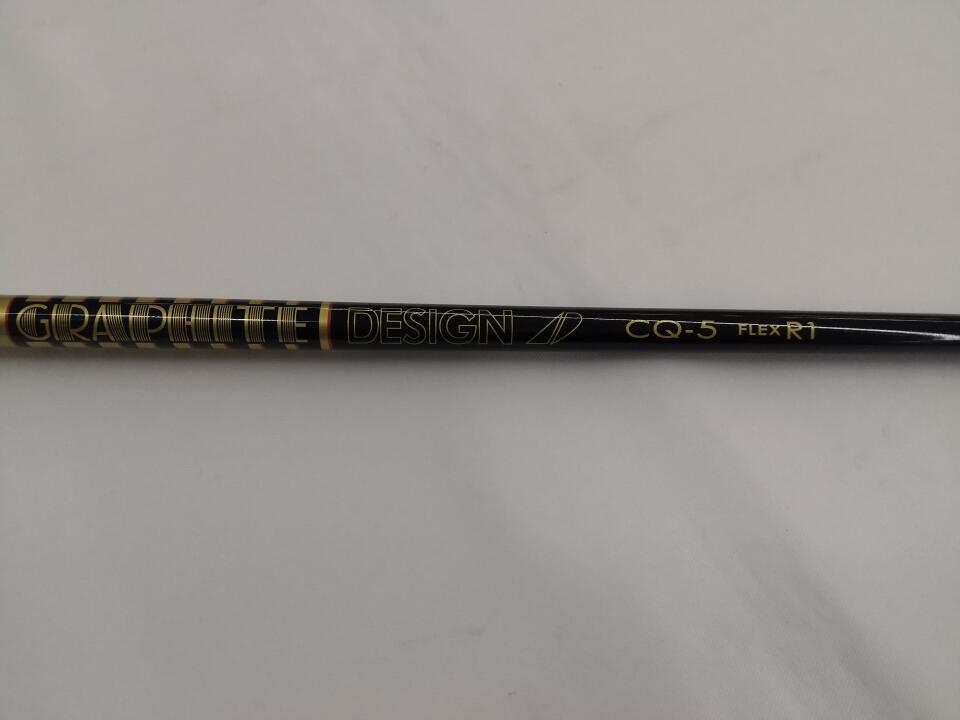 GRAPHITE DESIGN CQ-5 FLEX R1